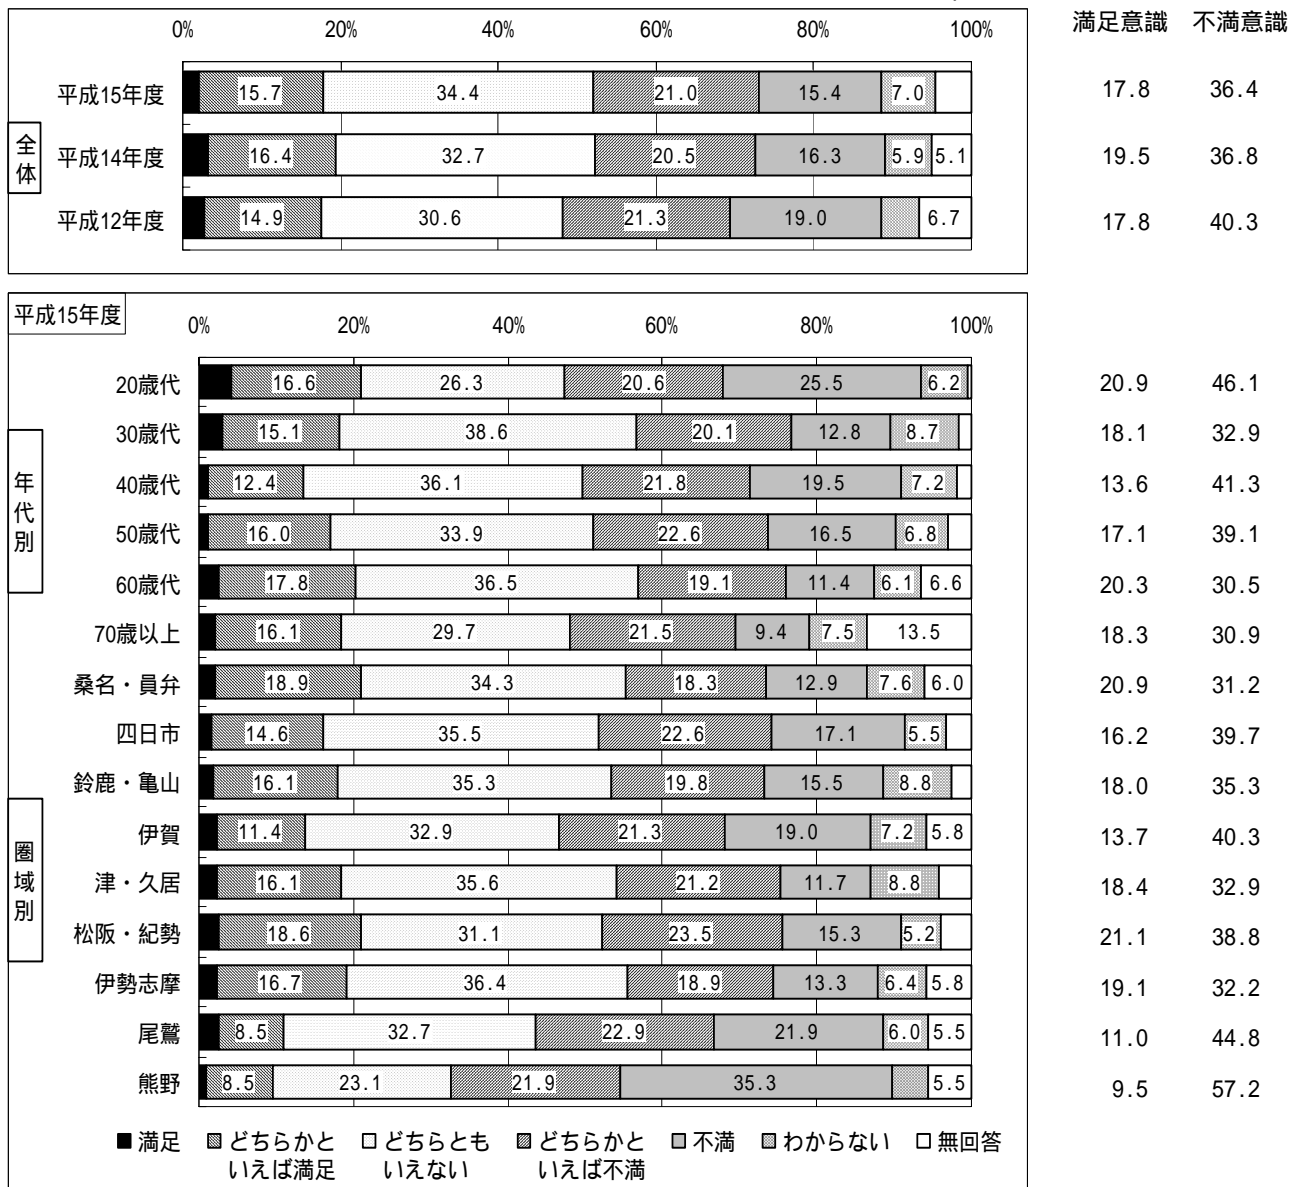 満足意識 不満意識
0% 20% 40% 60% 80% 100%
全体
平成15年度 15.7 34.4 21.0 15.4 7.0 17.8 36.4
平成14年度 16.4 32.7 20.5 16.3 5.9 5.1 19.5 36.8
平成12年度 14.9 30.6 21.3 19.0 6.7 17.8 40.3
平成15年度
0% 20% 40% 60% 80% 100%
年代別
20歳代 16.6 26.3 20.6 25.5 6.2 20.9 46.1
30歳代 15.1 38.6 20.1 12.8 8.7 18.1 32.9
40歳代 12.4 36.1 21.8 19.5 7.2 13.6 41.3
50歳代 16.0 33.9 22.6 16.5 6.8 17.1 39.1
60歳代 17.8 36.5 19.1 11.4 6.1 6.6 20.3 30.5
70歳以上 16.1 29.7 21.5 9.4 7.5 13.5 18.3 30.9
圏域別
桑名・員弁 18.9 34.3 18.3 12.9 7.6 6.0 20.9 31.2
四日市 14.6 35.5 22.6 17.1 5.5 16.2 39.7
鈴鹿・亀山 16.1 35.3 19.8 15.5 8.8 18.0 35.3
伊賀 11.4 32.9 21.3 19.0 7.2 5.8 13.7 40.3
津・久居 16.1 35.6 21.2 11.7 8.8 18.4 32.9
松阪・紀勢 18.6 31.1 23.5 15.3 5.2 21.1 38.8
伊勢志摩 16.7 36.4 18.9 13.3 6.4 5.8 19.1 32.2
尾鷲 8.5 32.7 22.9 21.9 6.0 5.5 11.0 44.8
熊野 8.5 23.1 21.9 35.3 5.5 9.5 57.2
満足 どちらかと どちらとも どちらかと 不満 わからない 無回答
いえば満足 いえない いえば不満